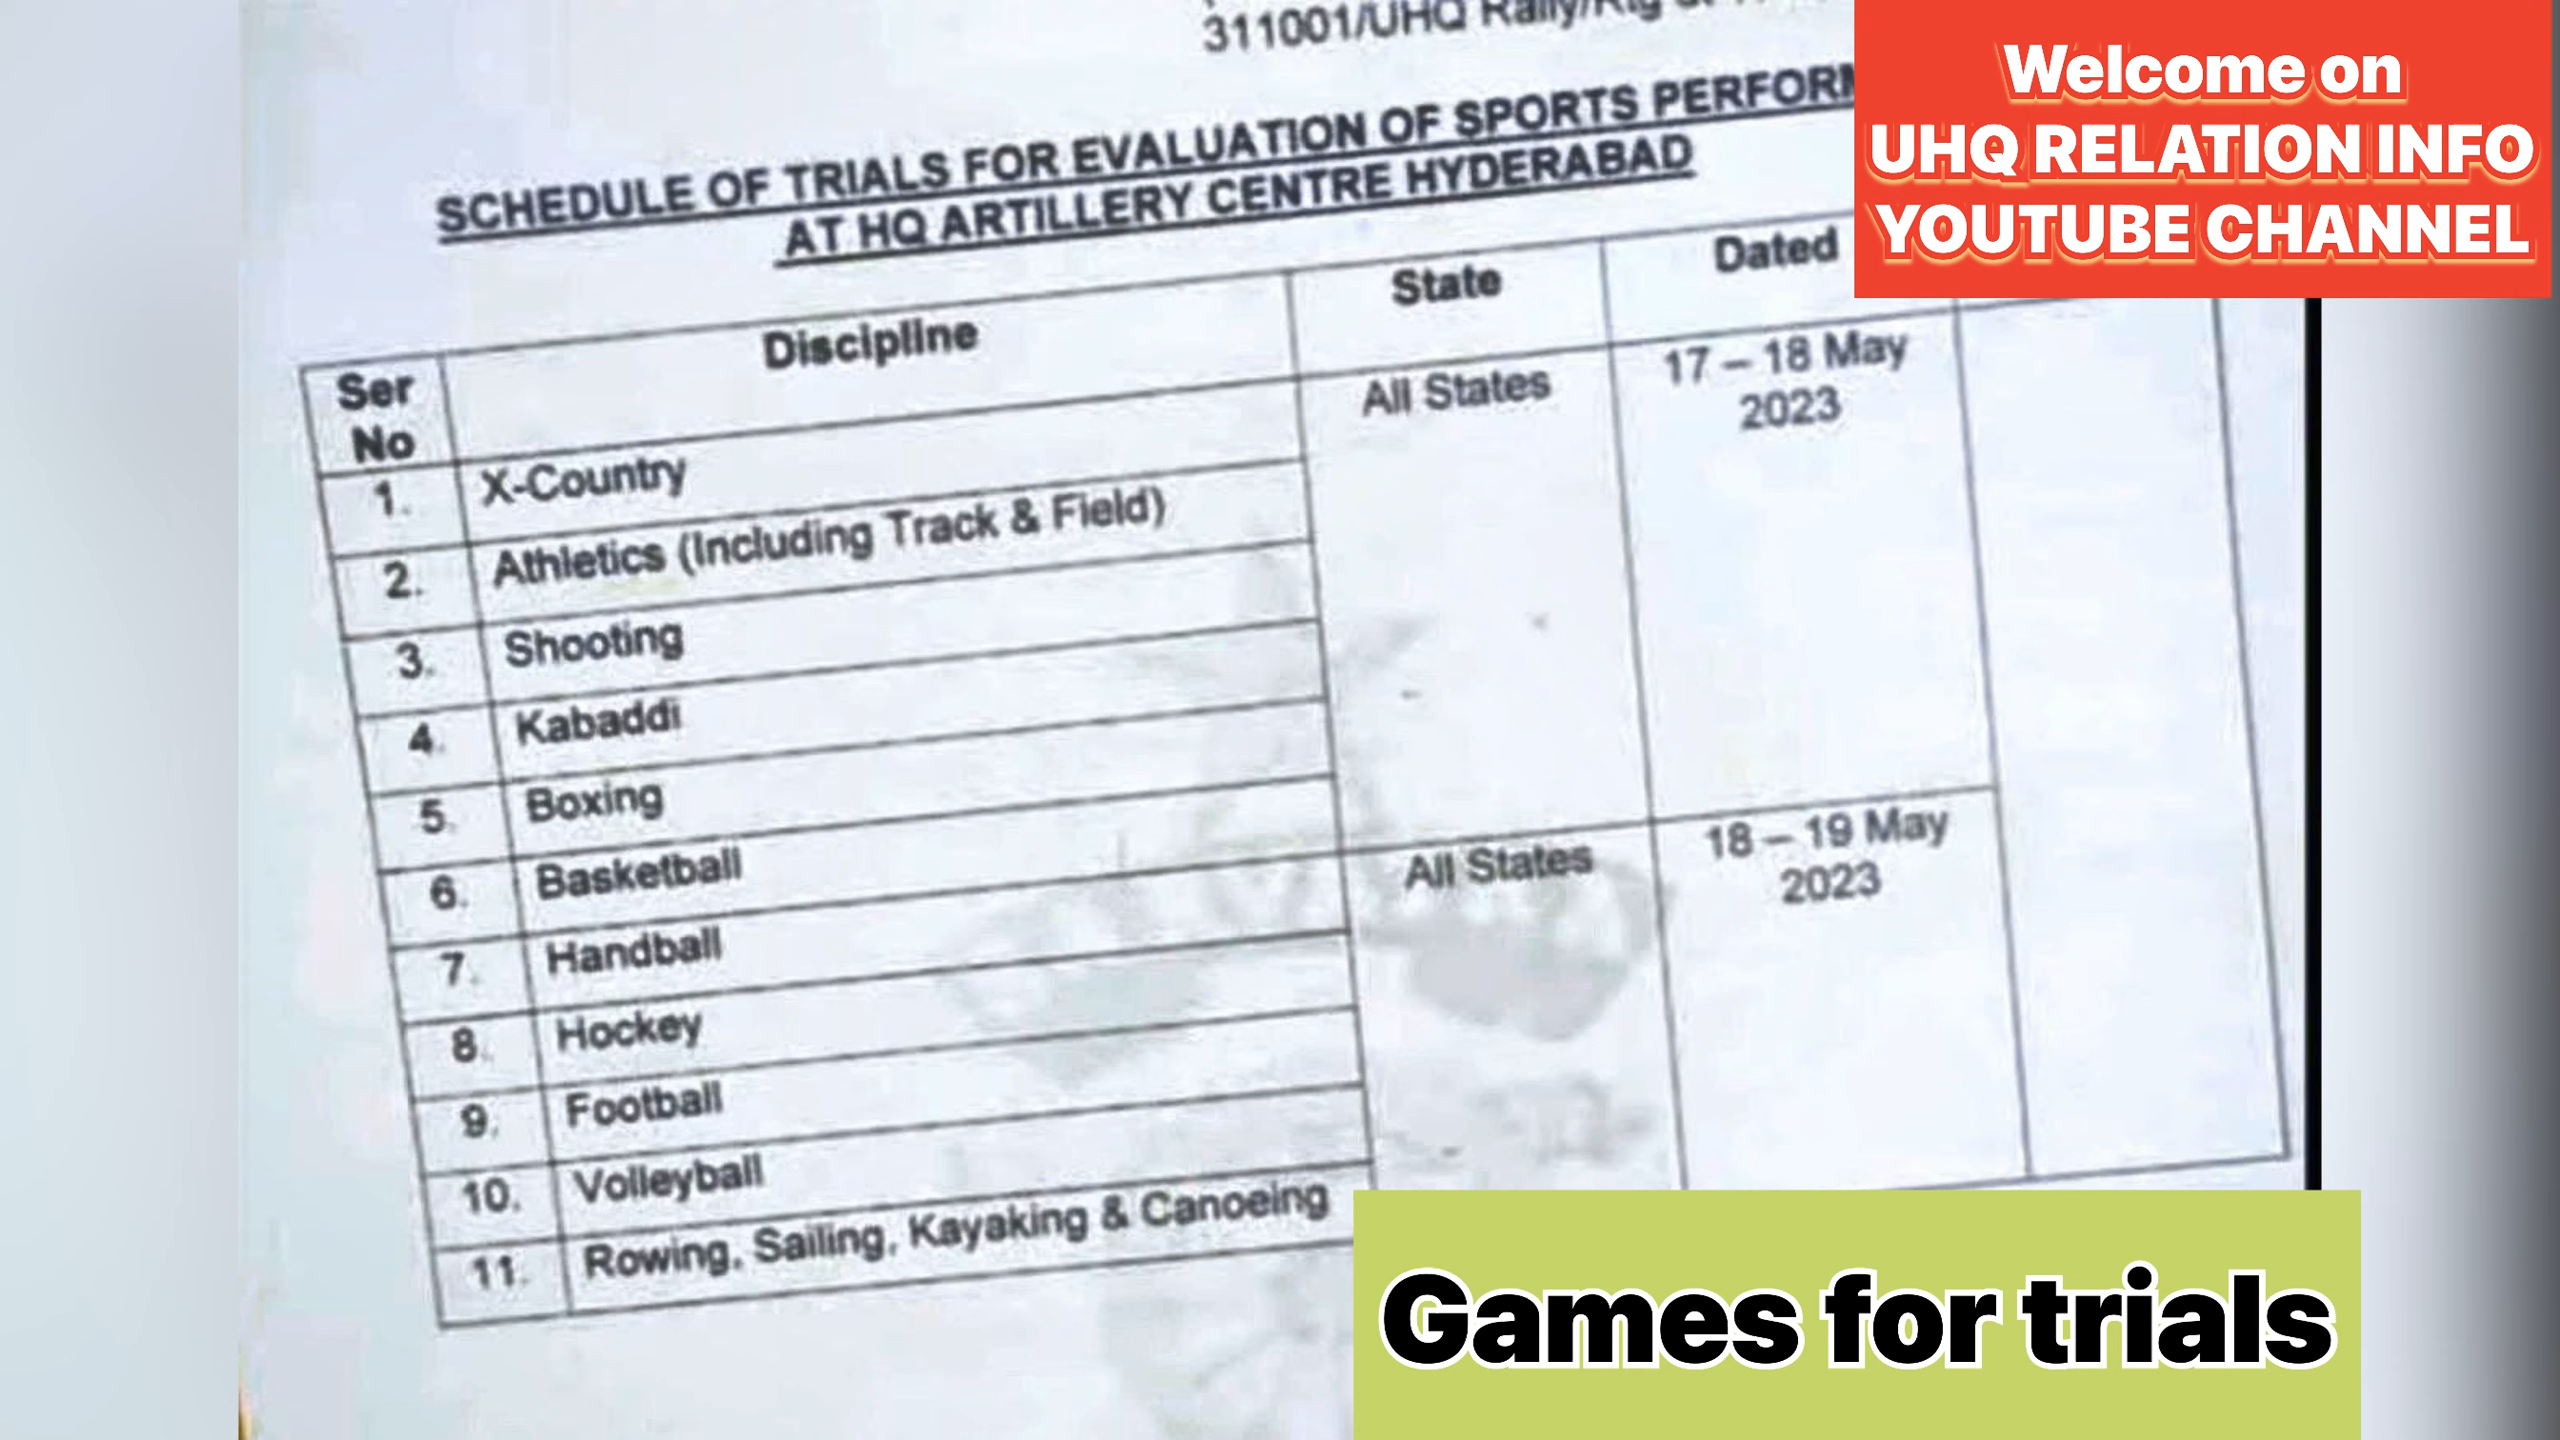 311001/UHQ Rally/Rtg
Welcome on
UHQ RELATION INFO
YOUTUBE CHANNEL
SCHEDULE OF TRIALS FOR EVALUATION OF SPORTS PERFORM
AT HQ ARTILLERY CENTRE HYDERABAD
Ser No Discipline State Dated
1. X-Country All States 17 – 18 May 2023
2. Athletics (Including Track & Field)
3. Shooting
4. Kabaddi
5. Boxing
6. Basketball
7. Handball All States 18 – 19 May 2023
8. Hockey
9. Football
10. Volleyball
11. Rowing, Sailing, Kayaking & Canoeing
Games for trials